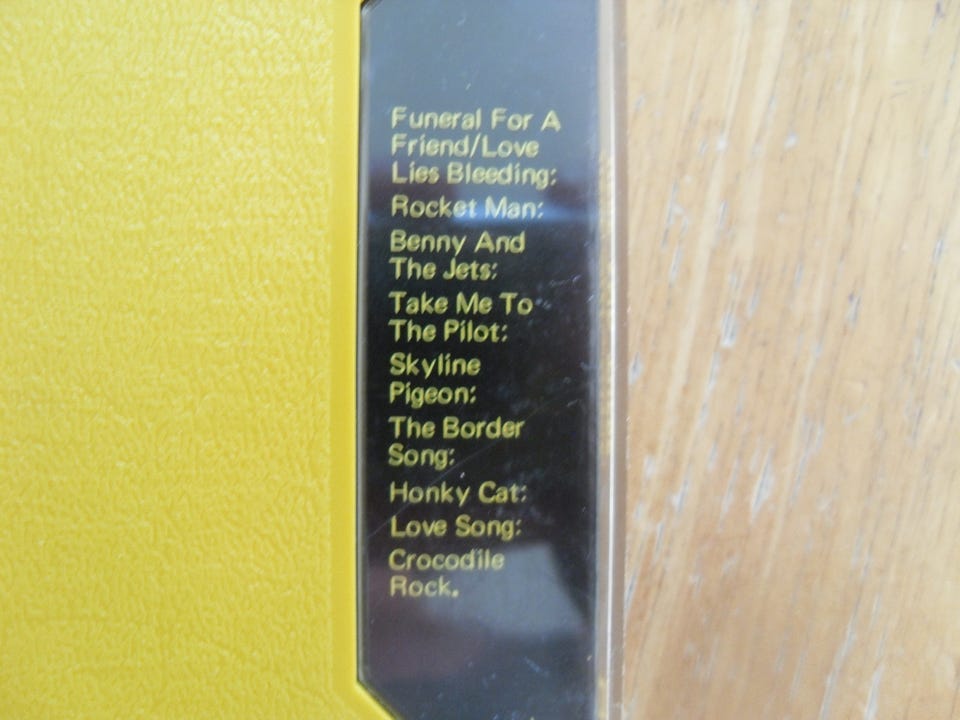 Funeral For A
Friend/Love
Lies Bleeding:
Rocket Man:
Benny And
The Jets:
Take Me To
The Pilot:
Skyline
Pigeon:
The Border
Song:
Honky Cat:
Love Song:
Crocodile
Rock.